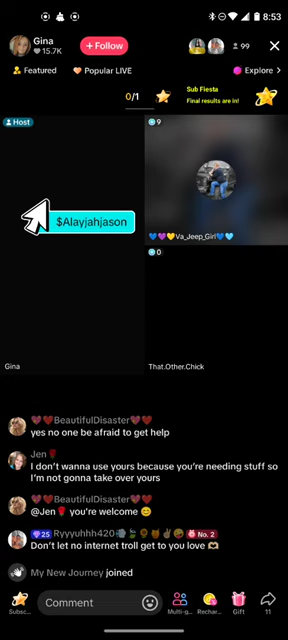 8:53
Gina
15.7K
+ Follow
99
Featured
Popular LIVE
Explore
0/1
Sub Fiesta
Final results are in!
Host
9
$Alayjahjason
💙💜💛Va_Jeep_Girl💙🩵
0
Gina
That.Other.Chick
💗❤️BeautifulDisaster💗❤️
yes no one be afraid to get help
Jen🌹
I don't wanna use yours because you're needing stuff so
I'm not gonna take over yours
💗❤️BeautifulDisaster💗❤️
@Jen🌹 you're welcome 😊
25 Ryyyuhhh420 No. 2
Don't let no internet troll get to you love 🫶🏼
My New Journey joined
Subsc...
Comment
Multi-g...
Rechar...
Gift
11